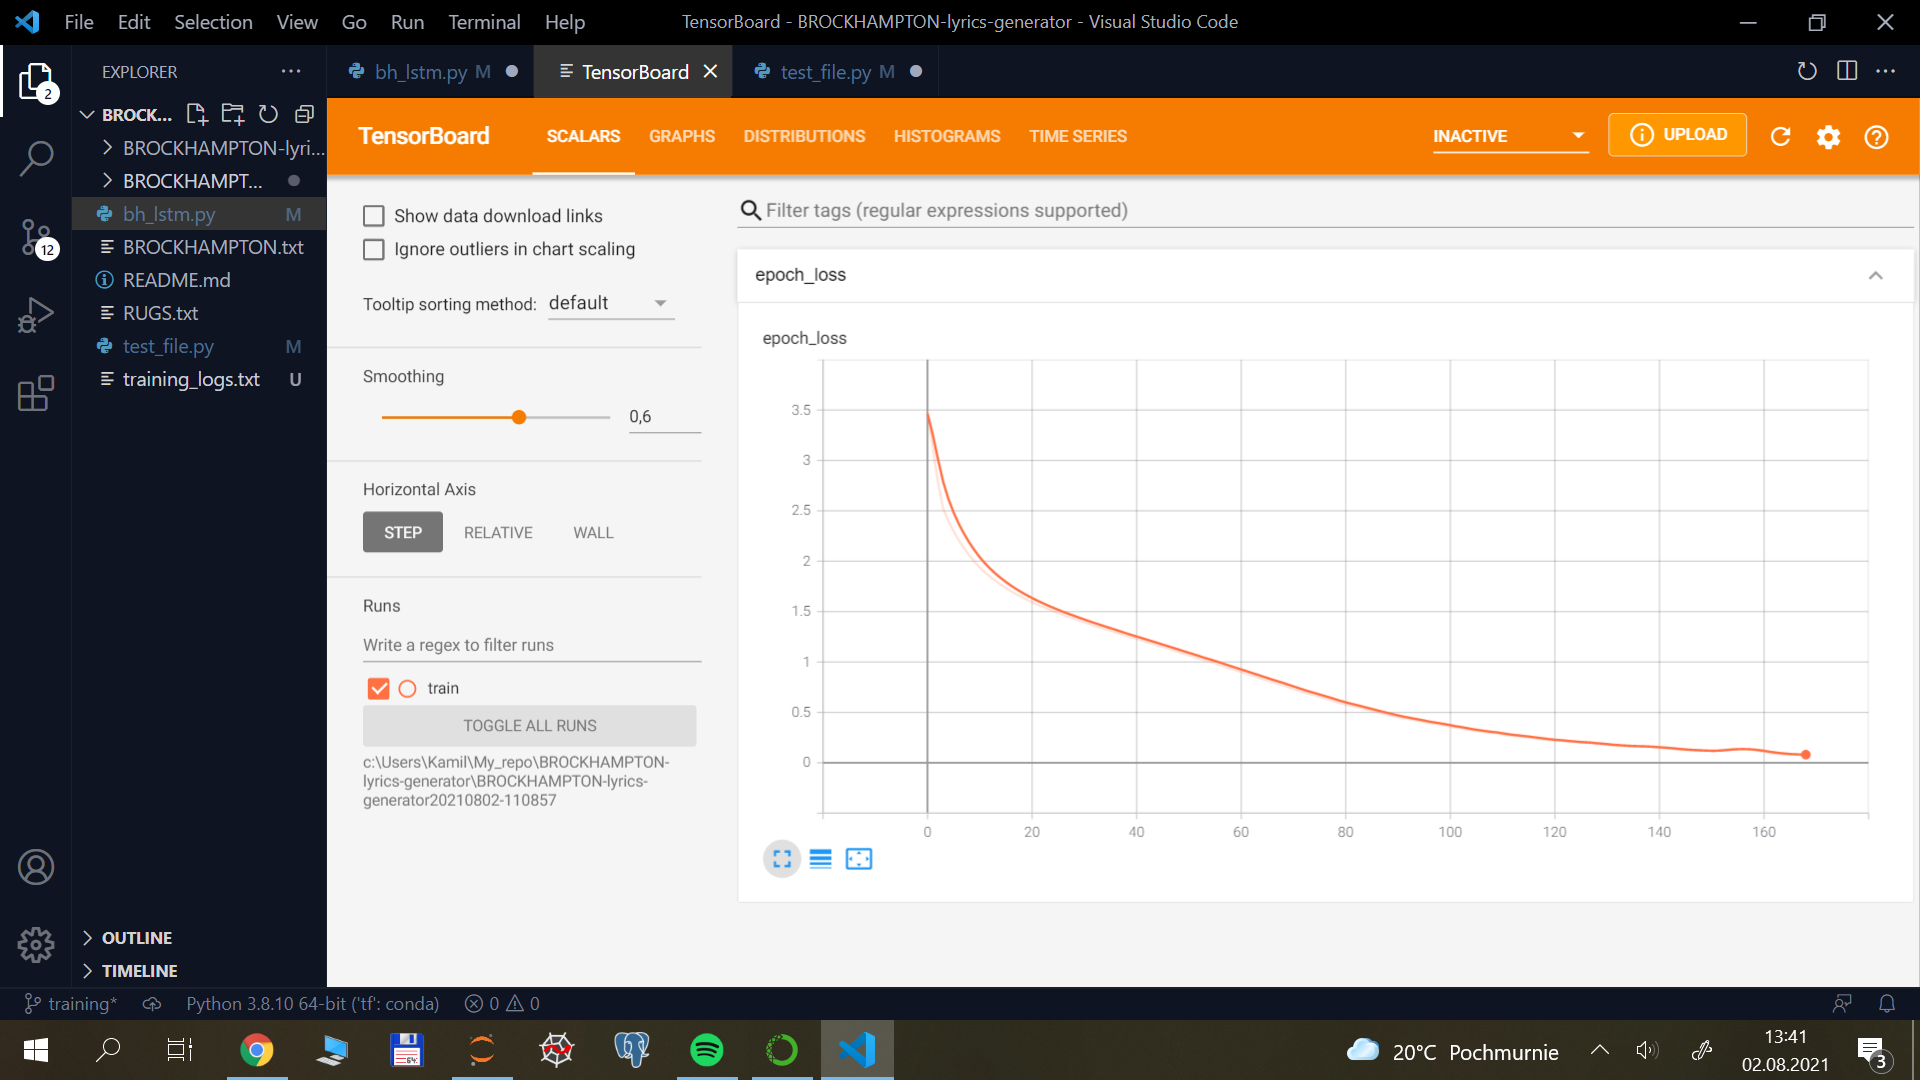 File Edit Selection View Go Run Terminal Help
TensorBoard - BROCKHAMPTON-lyrics-generator - Visual Studio Code
EXPLORER
bh_lstm.py M
TensorBoard
test_file.py M
2
BROCK...
BROCKHAMPTON-lyri...
BROCKHAMPT...
bh_lstm.py M
BROCKHAMPTON.txt
README.md
RUGS.txt
test_file.py M
training_logs.txt U
12
OUTLINE
TIMELINE
TensorBoard
SCALARS GRAPHS DISTRIBUTIONS HISTOGRAMS TIME SERIES
INACTIVE
UPLOAD
Show data download links
Ignore outliers in chart scaling
Tooltip sorting method: default
Smoothing
0,6
Horizontal Axis
STEP RELATIVE WALL
Runs
Write a regex to filter runs
train
TOGGLE ALL RUNS
c:\Users\Kamil\My_repo\BROCKHAMPTON-
lyrics-generator\BROCKHAMPTON-lyrics-
generator20210802-110857
Filter tags (regular expressions supported)
epoch_loss
epoch_loss
3.5
3
2.5
2
1.5
1
0.5
0
0 20 40 60 80 100 120 140 160
training* Python 3.8.10 64-bit ('tf': conda) 0 0
64
20°C Pochmurnie
13:41
02.08.2021
3